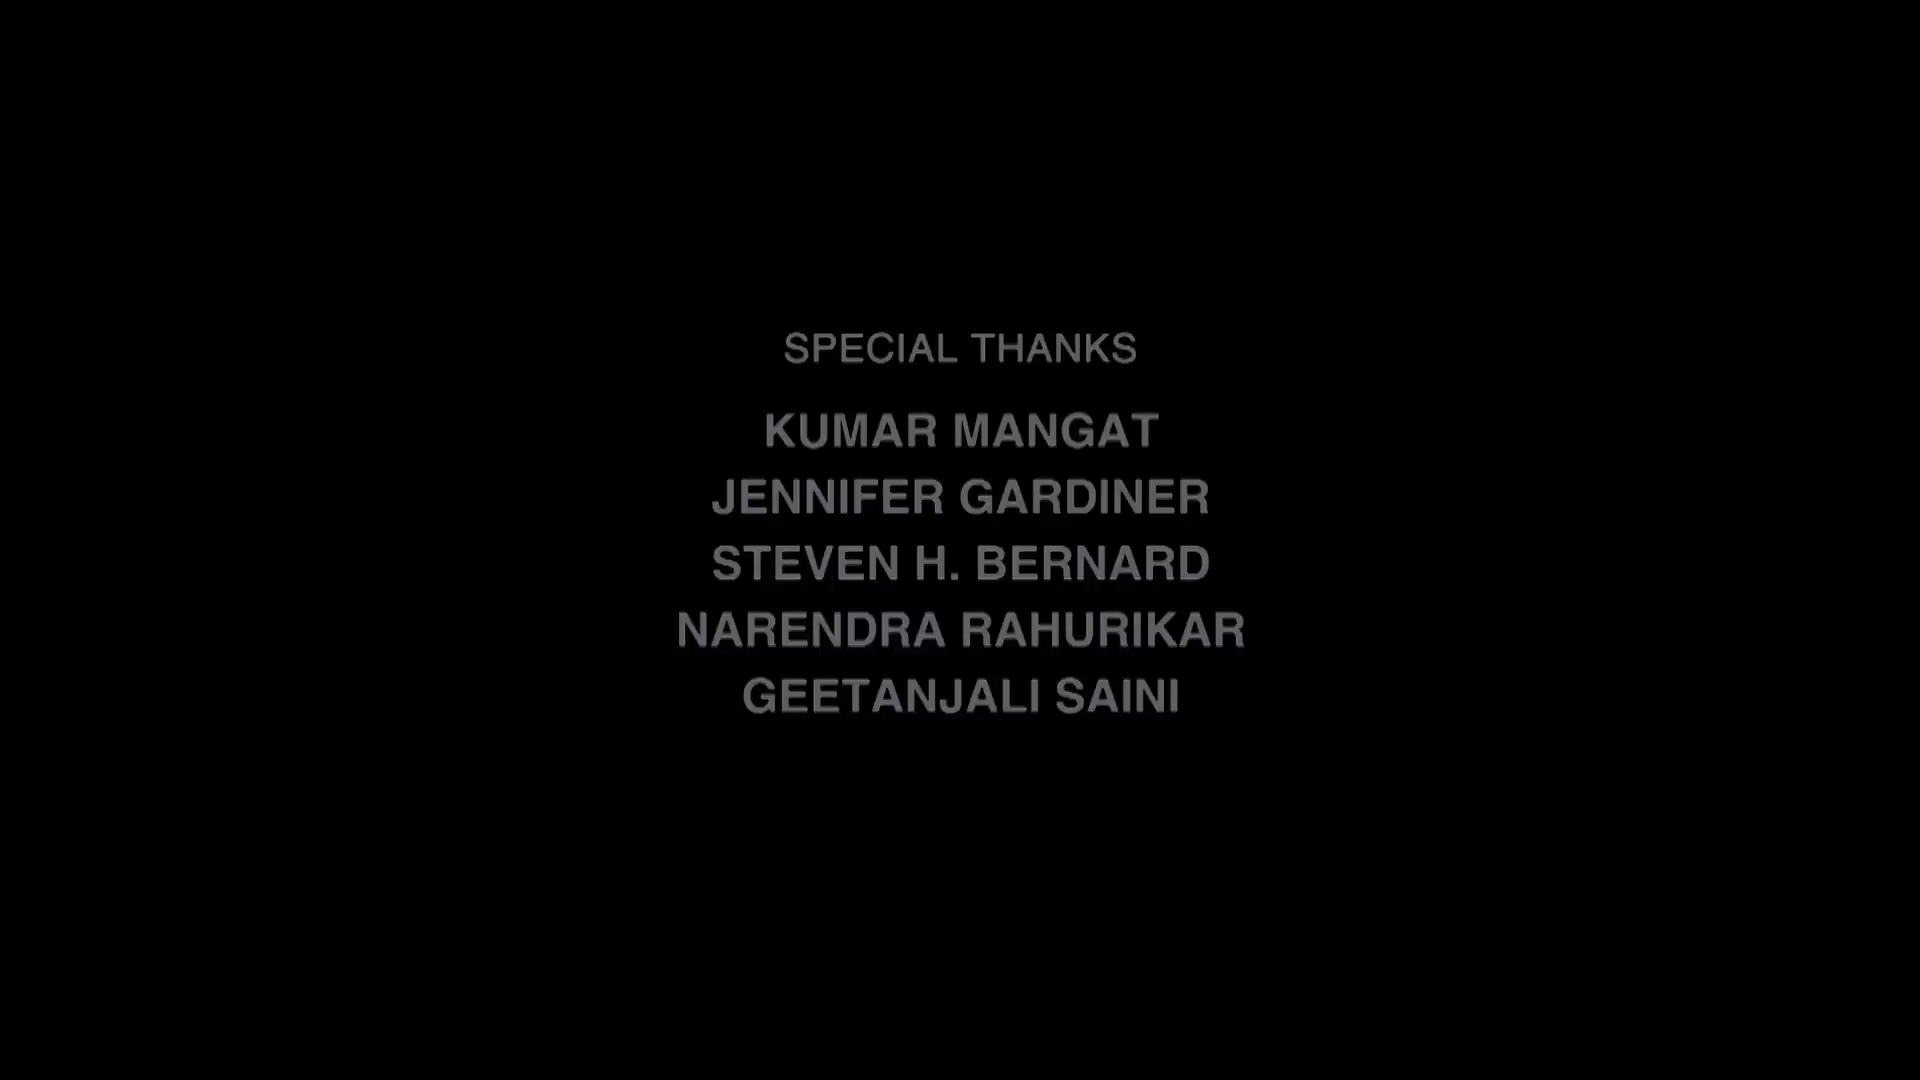 SPECIAL THANKS
KUMAR MANGAT
JENNIFER GARDINER
STEVEN H. BERNARD
NARENDRA RAHURIKAR
GEETANJALI SAINI